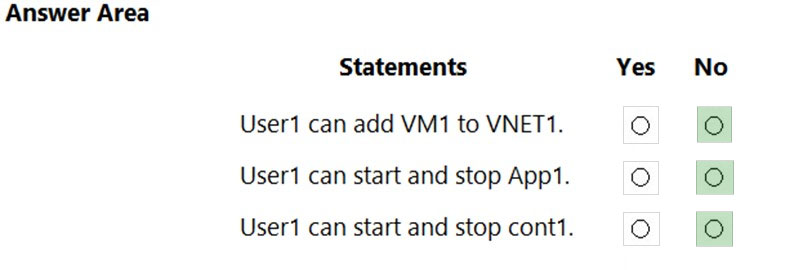 Answer Area
Statements Yes No
User1 can add VM1 to VNET1.
User1 can start and stop App1.
User1 can start and stop cont1.